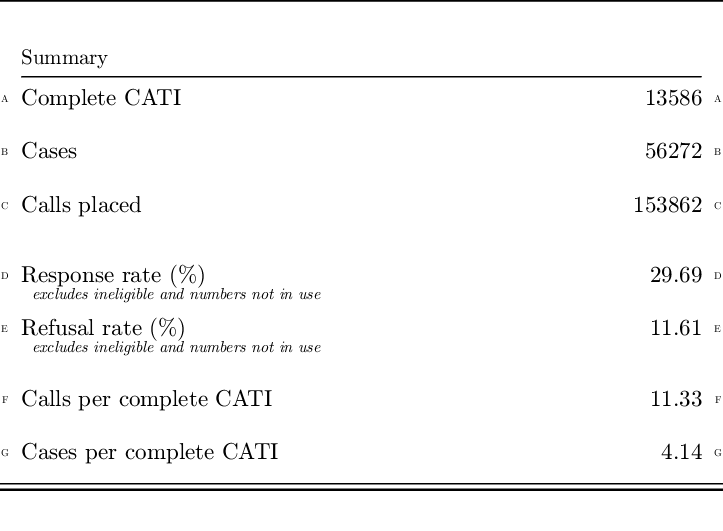 Summary
A Complete CATI 13586 A
B Cases 56272 B
C Calls placed 153862 C
D Response rate (%) 29.69 D
excludes ineligible and numbers not in use
E Refusal rate (%) 11.61 E
excludes ineligible and numbers not in use
F Calls per complete CATI 11.33 F
G Cases per complete CATI 4.14 G